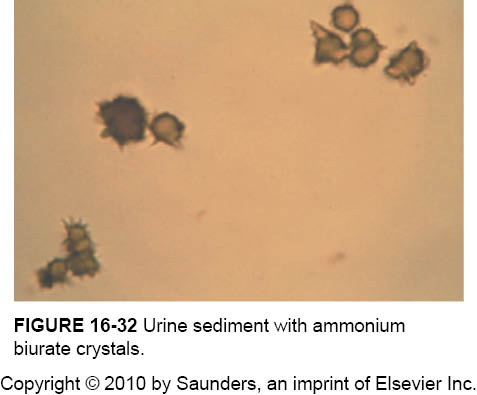 FIGURE 16-32 Urine sediment with ammonium
biurate crystals.
Copyright © 2010 by Saunders, an imprint of Elsevier Inc.